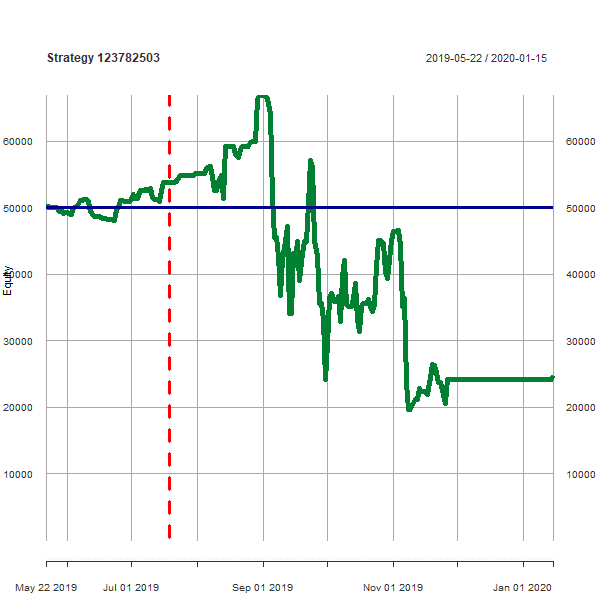 Strategy 123782503
2019-05-22 / 2020-01-15
60000
60000
50000
50000
40000
40000
Equity
30000
30000
20000
20000
10000
10000
May 22 2019
Jul 01 2019
Sep 01 2019
Nov 01 2019
Jan 01 2020